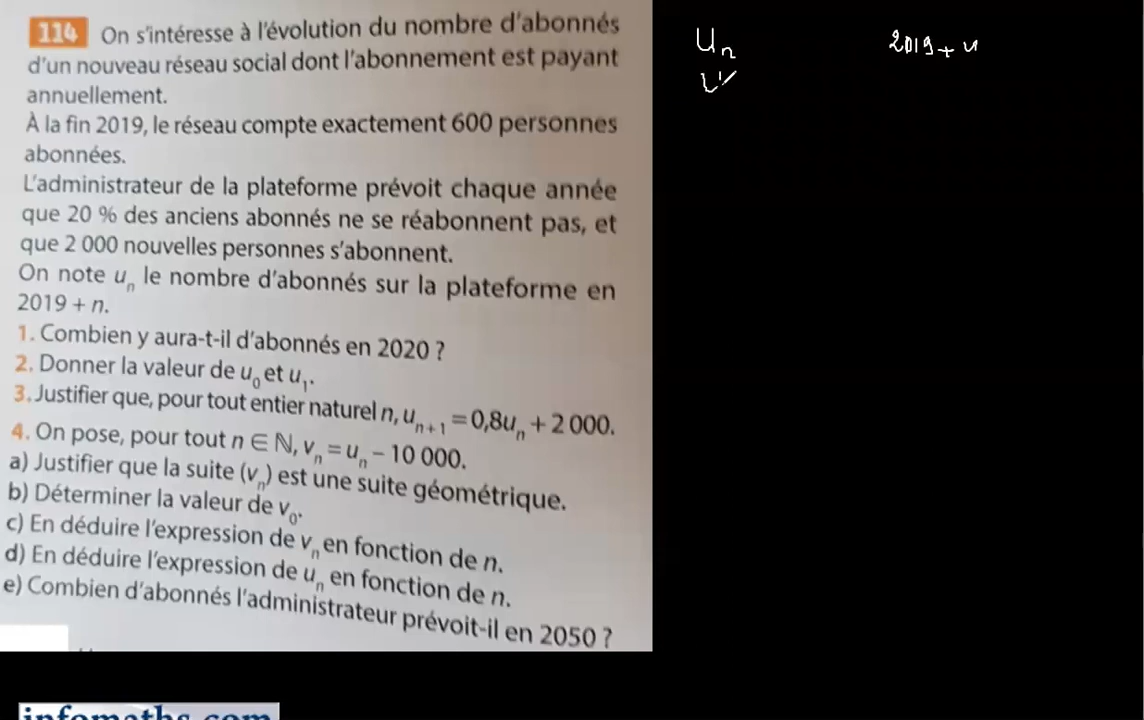 114 On s'intéresse à l'évolution du nombre d'abonnés
d'un nouveau réseau social dont l'abonnement est payant
annuellement.
À la fin 2019, le réseau compte exactement 600 personnes
abonnées.
L'administrateur de la plateforme prévoit chaque année
que 20 % des anciens abonnés ne se réabonnent pas, et
que 2 000 nouvelles personnes s'abonnent.
On note uₙ le nombre d'abonnés sur la plateforme en
2019 + n.
1. Combien y aura-t-il d'abonnés en 2020 ?
2. Donner la valeur de u₀ et u₁.
3. Justifier que, pour tout entier naturel n, uₙ₊₁ = 0,8uₙ + 2 000.
4. On pose, pour tout n ∈ ℕ, vₙ = uₙ − 10 000.
a) Justifier que la suite (vₙ) est une suite géométrique.
b) Déterminer la valeur de v₀.
c) En déduire l'expression de vₙ en fonction de n.
d) En déduire l'expression de uₙ en fonction de n.
e) Combien d'abonnés l'administrateur prévoit-il en 2050 ?
Uₙ
2019 +
infomaths.com